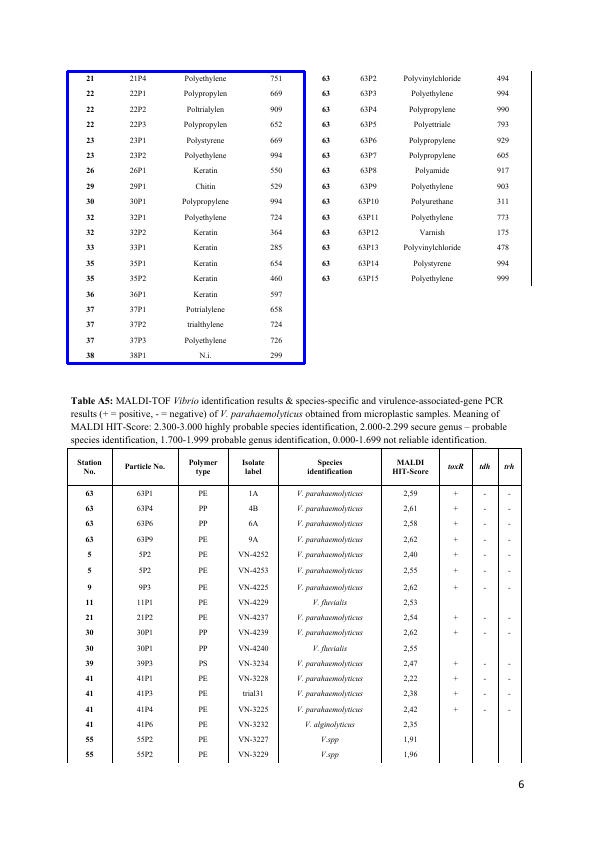 21 21P4 Polyethylene 751
22 22P1 Polypropylen 669
22 22P2 Poltrialylen 909
22 22P3 Polypropylen 652
23 23P1 Polystyrene 669
23 23P2 Polyethylene 994
26 26P1 Keratin 550
29 29P1 Chitin 529
30 30P1 Polypropylene 994
32 32P1 Polyethylene 724
32 32P2 Keratin 364
33 33P1 Keratin 285
35 35P1 Keratin 654
35 35P2 Keratin 460
36 36P1 Keratin 597
37 37P1 Potrialylene 658
37 37P2 trialthylene 724
37 37P3 Polyethylene 726
38 38P1 N.i. 299
63 63P2 Polyvinylchloride 494
63 63P3 Polyethylene 994
63 63P4 Polypropylene 990
63 63P5 Polyettriale 793
63 63P6 Polypropylene 929
63 63P7 Polypropylene 605
63 63P8 Polyamide 917
63 63P9 Polyethylene 903
63 63P10 Polyurethane 311
63 63P11 Polyethylene 773
63 63P12 Varnish 175
63 63P13 Polyvinylchloride 478
63 63P14 Polystyrene 994
63 63P15 Polyethylene 999
Table A5: MALDI-TOF Vibrio identification results & species-specific and virulence-associated-gene PCR
results (+ = positive, - = negative) of V. parahaemolyticus obtained from microplastic samples. Meaning of
MALDI HIT-Score: 2.300-3.000 highly probable species identification, 2.000-2.299 secure genus – probable
species identification, 1.700-1.999 probable genus identification, 0.000-1.699 not reliable identification.
Station No. Particle No. Polymer type Isolate label Species identification MALDI HIT-Score toxR tdh trh
63 63P1 PE 1A V. parahaemolyticus 2,59 + - -
63 63P4 PP 4B V. parahaemolyticus 2,61 + - -
63 63P6 PP 6A V. parahaemolyticus 2,58 + - -
63 63P9 PE 9A V. parahaemolyticus 2,62 + - -
5 5P2 PE VN-4252 V. parahaemolyticus 2,40 + - -
5 5P2 PE VN-4253 V. parahaemolyticus 2,55 + - -
9 9P3 PE VN-4225 V. parahaemolyticus 2,62 + - -
11 11P1 PE VN-4229 V. fluvialis 2,53
21 21P2 PE VN-4237 V. parahaemolyticus 2,54 + - -
30 30P1 PP VN-4239 V. parahaemolyticus 2,62 + - -
30 30P1 PP VN-4240 V. fluvialis 2,55
39 39P3 PS VN-3234 V. parahaemolyticus 2,47 + - -
41 41P1 PE VN-3228 V. parahaemolyticus 2,22 + - -
41 41P3 PE trial31 V. parahaemolyticus 2,38 + - -
41 41P4 PE VN-3225 V. parahaemolyticus 2,42 + - -
41 41P6 PE VN-3232 V. alginolyticus 2,35
55 55P2 PE VN-3227 V.spp 1,91
55 55P2 PE VN-3229 V.spp 1,96
6